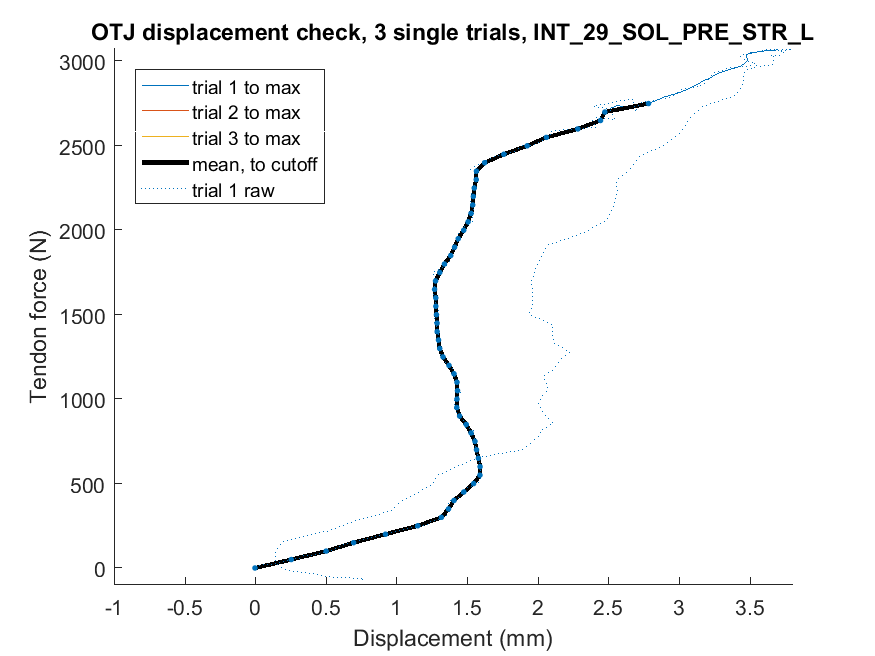 OTJ displacement check, 3 single trials, INT_29_SOL_PRE_STR_L
3000
2500
2000
1500
1000
500
0
Tendon force (N)
trial 1 to max
trial 2 to max
trial 3 to max
mean, to cutoff
trial 1 raw
-1
-0.5
0
0.5
1
1.5
2
2.5
3
3.5
Displacement (mm)